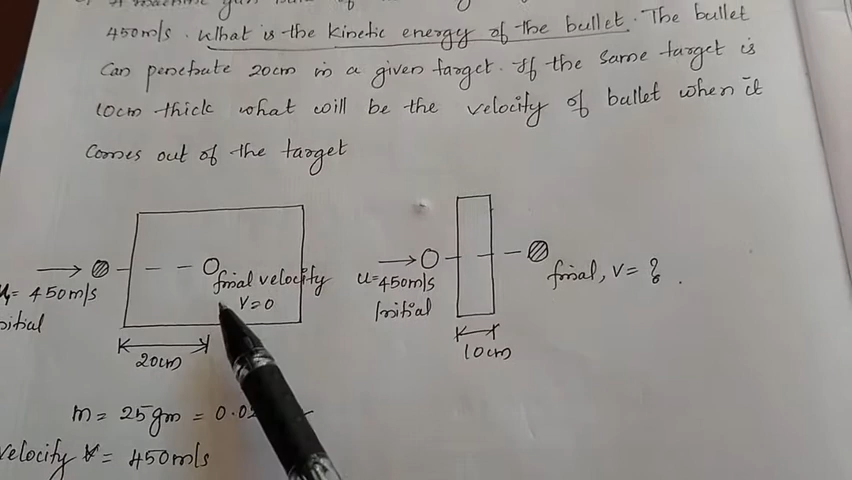 450m/s. What is the kinetic energy of the bullet. The bullet
Can penetrate 20cm in a given target. If the same target is
10cm thick what will be the velocity of bullet when it
Comes out of the target
final velocity
V=0
= 450m/s
20cm
u=450m/s
Initial
10cm
final, V = ?
m = 25gm = 0.0
velocity V = 450m/s